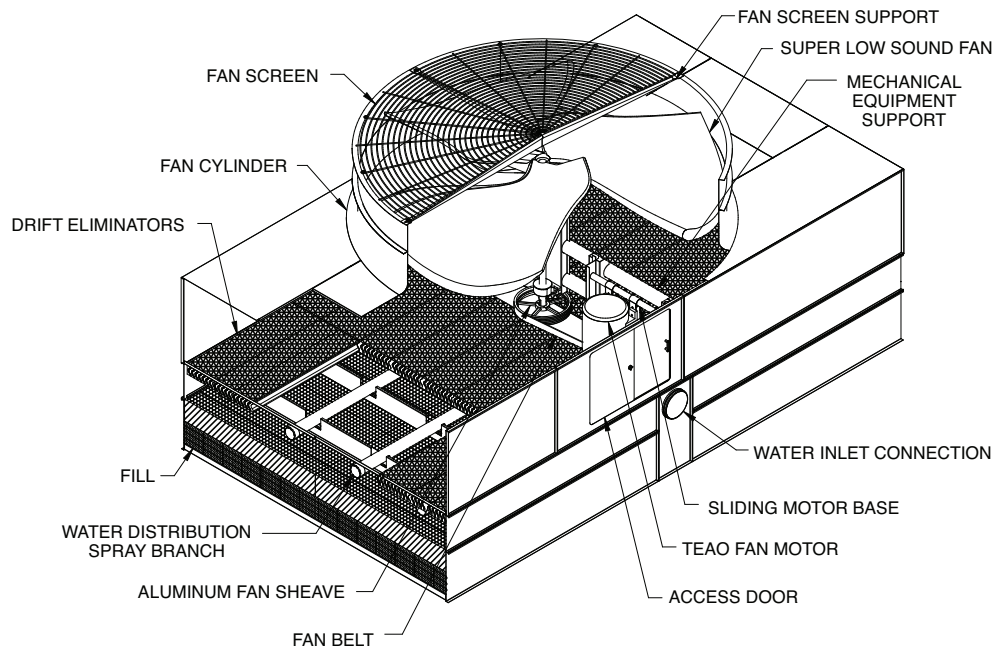 FAN SCREEN SUPPORT
SUPER LOW SOUND FAN
FAN SCREEN
MECHANICAL
EQUIPMENT
SUPPORT
FAN CYLINDER
DRIFT ELIMINATORS
WATER INLET CONNECTION
FILL
SLIDING MOTOR BASE
WATER DISTRIBUTION
SPRAY BRANCH
TEAO FAN MOTOR
ALUMINUM FAN SHEAVE
ACCESS DOOR
FAN BELT